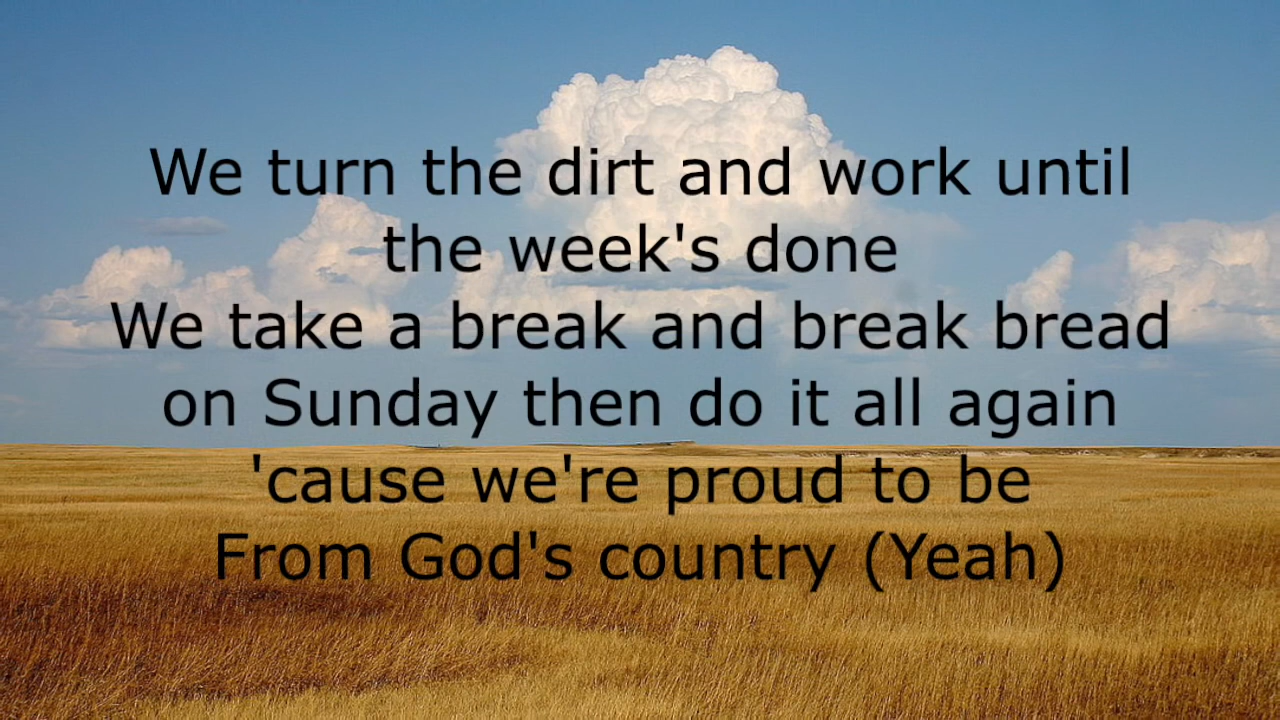 We turn the dirt and work until
the week's done
We take a break and break bread
on Sunday then do it all again
'cause we're proud to be
From God's country (Yeah)